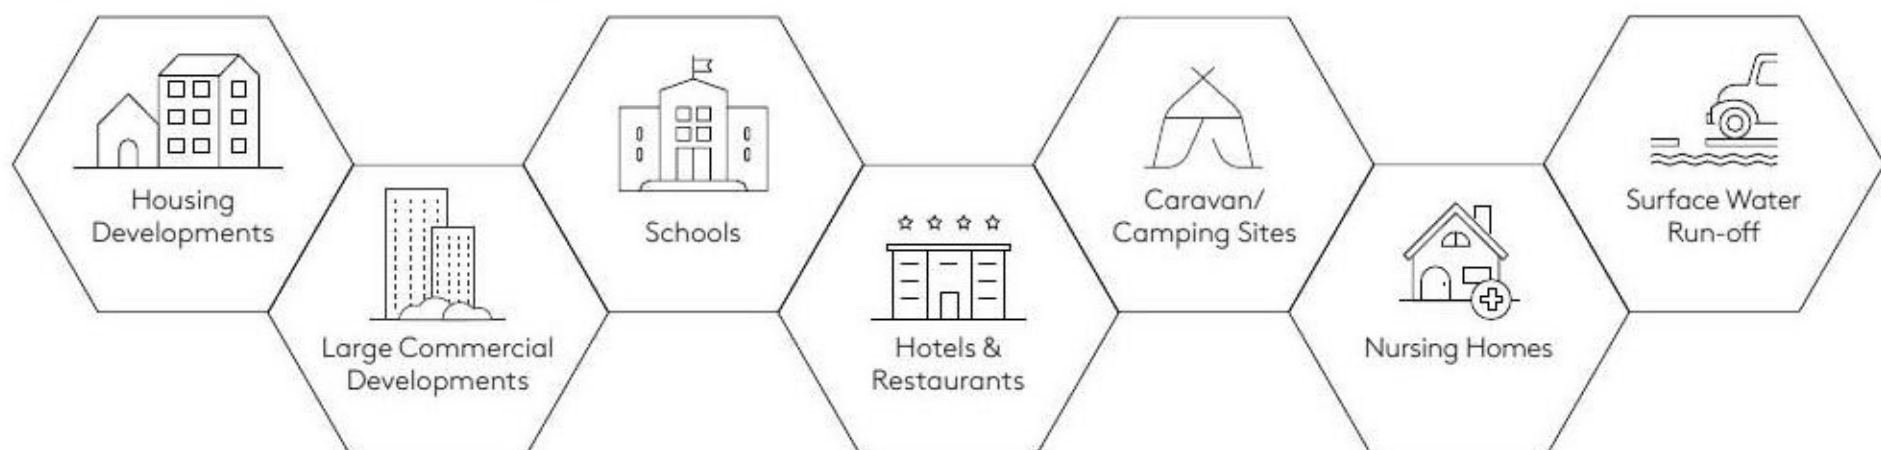 Housing
Developments
Large Commercial
Developments
Schools
Hotels &
Restaurants
Caravan/
Camping Sites
Nursing Homes
Surface Water
Run-off